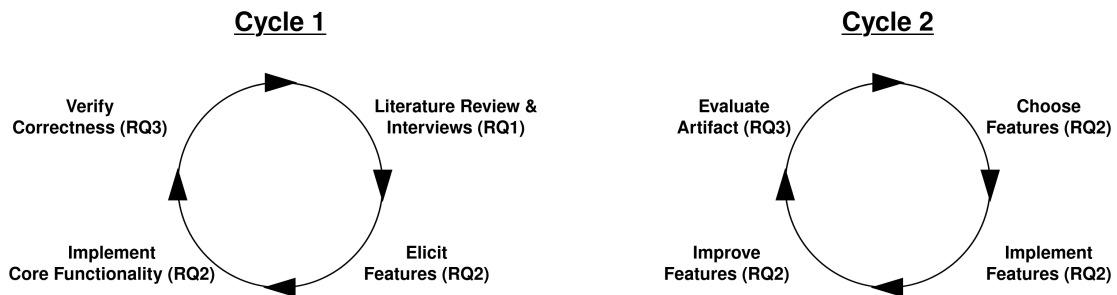 Cycle 1
Verify
Correctness (RQ3)
Literature Review &
Interviews (RQ1)
Implement
Core Functionality (RQ2)
Elicit
Features (RQ2)
Cycle 2
Evaluate
Artifact (RQ3)
Choose
Features (RQ2)
Improve
Features (RQ2)
Implement
Features (RQ2)